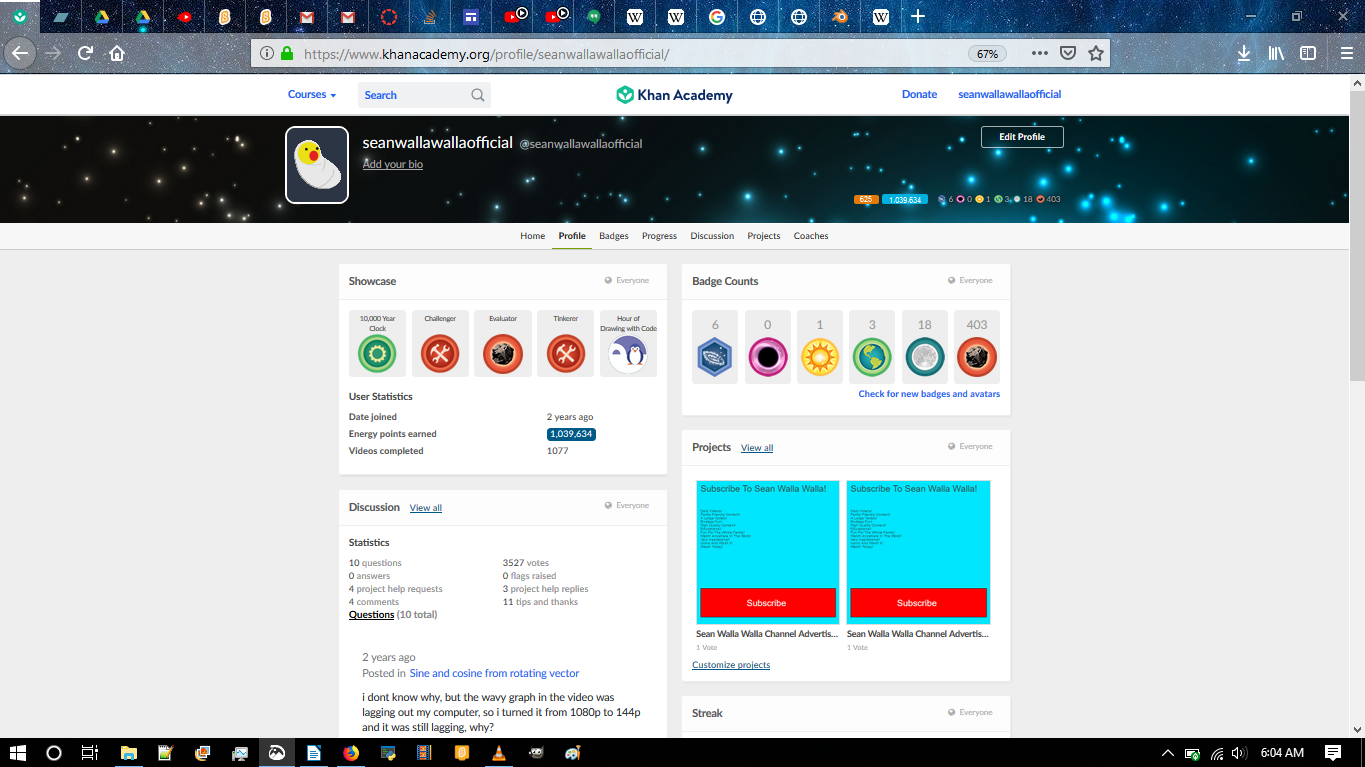 https://www.khanacademy.org/profile/seanwallawallaofficial/
67%
Courses
Search
Khan Academy
Donate
seanwallawallaofficial
seanwallawallaofficial @seanwallawallaofficial
Add your bio
Edit Profile
625 1,039,634 6 0 1 3 18 403
Home Profile Badges Progress Discussion Projects Coaches
Showcase
Everyone
10,000 Year
Clock
Challenger
Evaluator
Tinkerer
Hour of
Drawing with Code
User Statistics
Date joined 2 years ago
Energy points earned 1,039,634
Videos completed 1077
Badge Counts
Everyone
6 0 1 3 18 403
Check for new badges and avatars
Discussion View all
Everyone
Statistics
10 questions 3527 votes
0 answers 0 flags raised
4 project help requests 3 project help replies
4 comments 11 tips and thanks
Questions (10 total)
2 years ago
Posted in Sine and cosine from rotating vector
i dont know why, but the wavy graph in the video was
lagging out my computer, so i turned it from 1080p to 144p
and it was still lagging, why?
Projects View all
Everyone
Subscribe To Sean Walla Walla!
Subscribe
Sean Walla Walla Channel Advertis...
1 Vote
Subscribe To Sean Walla Walla!
Subscribe
Sean Walla Walla Channel Advertis...
1 Vote
Customize projects
Streak
Everyone
6:04 AM